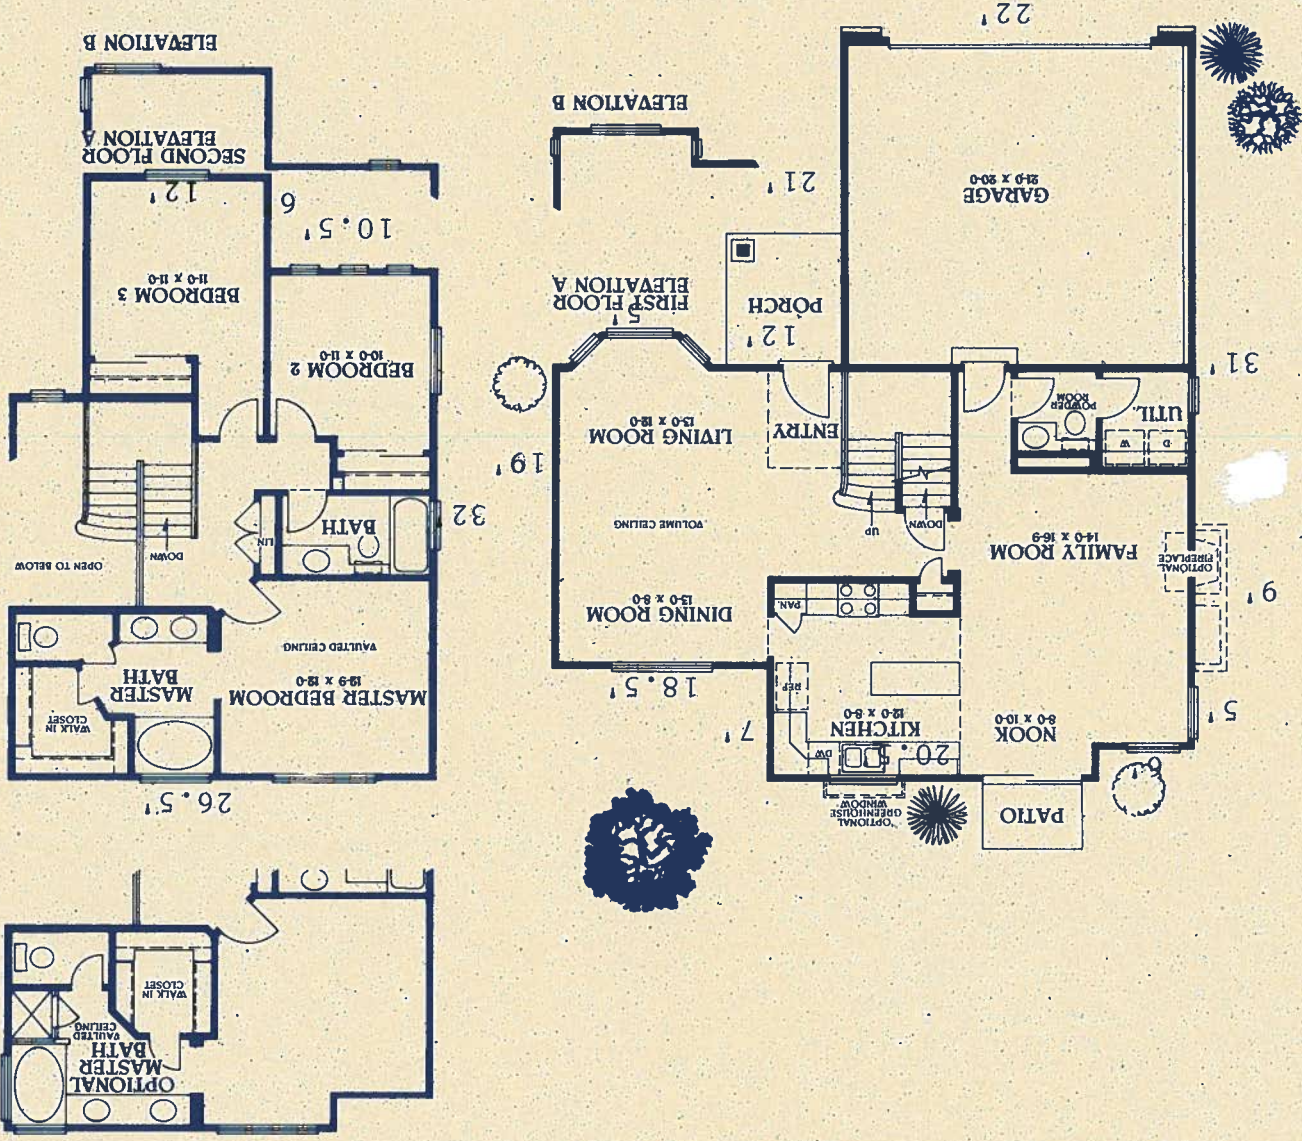 PATIO
OPTIONAL
GREENHOUSE
WINDOW
6'
5'
NOOK
8-0 x 10-0
20.'
DW
KITCHEN
12-0 x 8-0
REF
7'
18.5'
PAN.
DINING ROOM
13-0 x 8-0
9'
OPTIONAL
FIREPLACE
FAMILY ROOM
14-0 x 16-9
DOWN
UP
VOLUME CEILING
D
W
UTIL.
POWDER
ROOM
ENTRY
LIVING ROOM
13-0 x 12-0
19'
31'
12'
PORCH
5'
FIRST FLOOR
ELEVATION A
GARAGE
21-0 x 20-0
21'
ELEVATION B
22'
OPTIONAL
MASTER
BATH
VAULTED
CEILING
WALK IN
CLOSET
26.5'
MASTER BEDROOM
12-9 x 12-0
VAULTED CEILING
MASTER
BATH
WALK IN
CLOSET
32
BATH
LIN
DOWN
OPEN TO BELOW
BEDROOM 2
10-0 x 11-0
BEDROOM 3
11-0 x 11-0
10.5'
6
12'
SECOND FLOOR
ELEVATION A
ELEVATION B